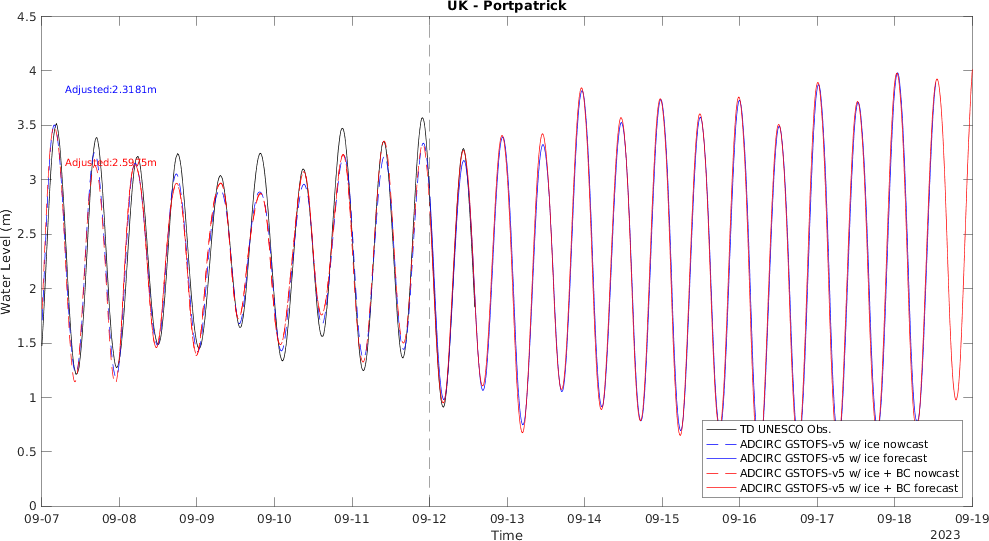 UK - Portpatrick
Water Level (m)
4.5
4
3.5
3
2.5
2
1.5
1
0.5
0
Adjusted:2.3181m
Adjusted:2.5975m
TD UNESCO Obs.
ADCIRC GSTOFS-v5 w/ ice nowcast
ADCIRC GSTOFS-v5 w/ ice forecast
ADCIRC GSTOFS-v5 w/ ice + BC nowcast
ADCIRC GSTOFS-v5 w/ ice + BC forecast
09-07 09-08 09-09 09-10 09-11 09-12 09-13 09-14 09-15 09-16 09-17 09-18 09-19
Time
2023